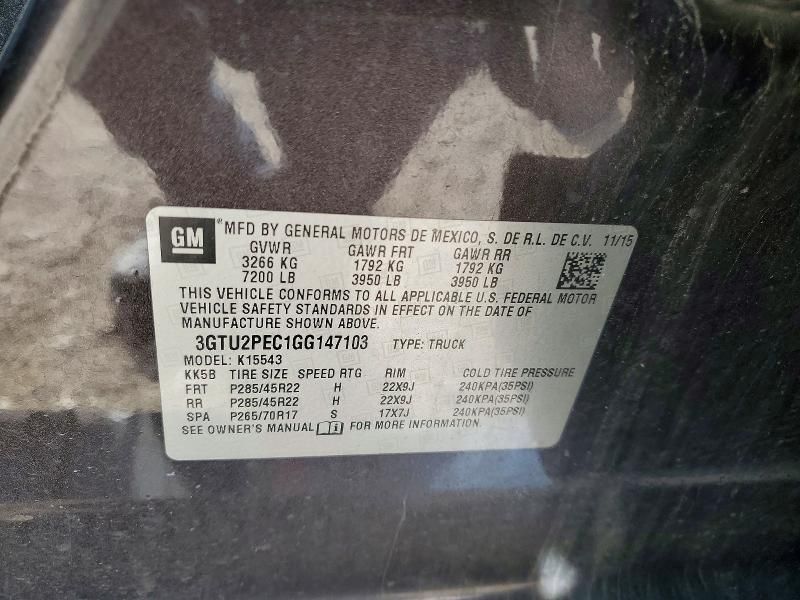 GM
® MFD BY GENERAL MOTORS DE MEXICO, S. DE R.L. DE C.V. 11/15
GVWR GAWR FRT GAWR RR
3266 KG 1792 KG 1792 KG
7200 LB 3950 LB 3950 LB
THIS VEHICLE CONFORMS TO ALL APPLICABLE U.S. FEDERAL MOTOR
VEHICLE SAFETY STANDARDS IN EFFECT ON THE DATE OF
MANUFACTURE SHOWN ABOVE.
3GTU2PEC1GG147103 TYPE: TRUCK
MODEL: K15543
KK5B TIRE SIZE SPEED RTG RIM COLD TIRE PRESSURE
FRT P285/45R22 H 22X9J 240KPA(35PSI)
RR P285/45R22 H 22X9J 240KPA(35PSI)
SPA P265/70R17 S 17X7J 240KPA(35PSI)
SEE OWNER'S MANUAL FOR MORE INFORMATION.